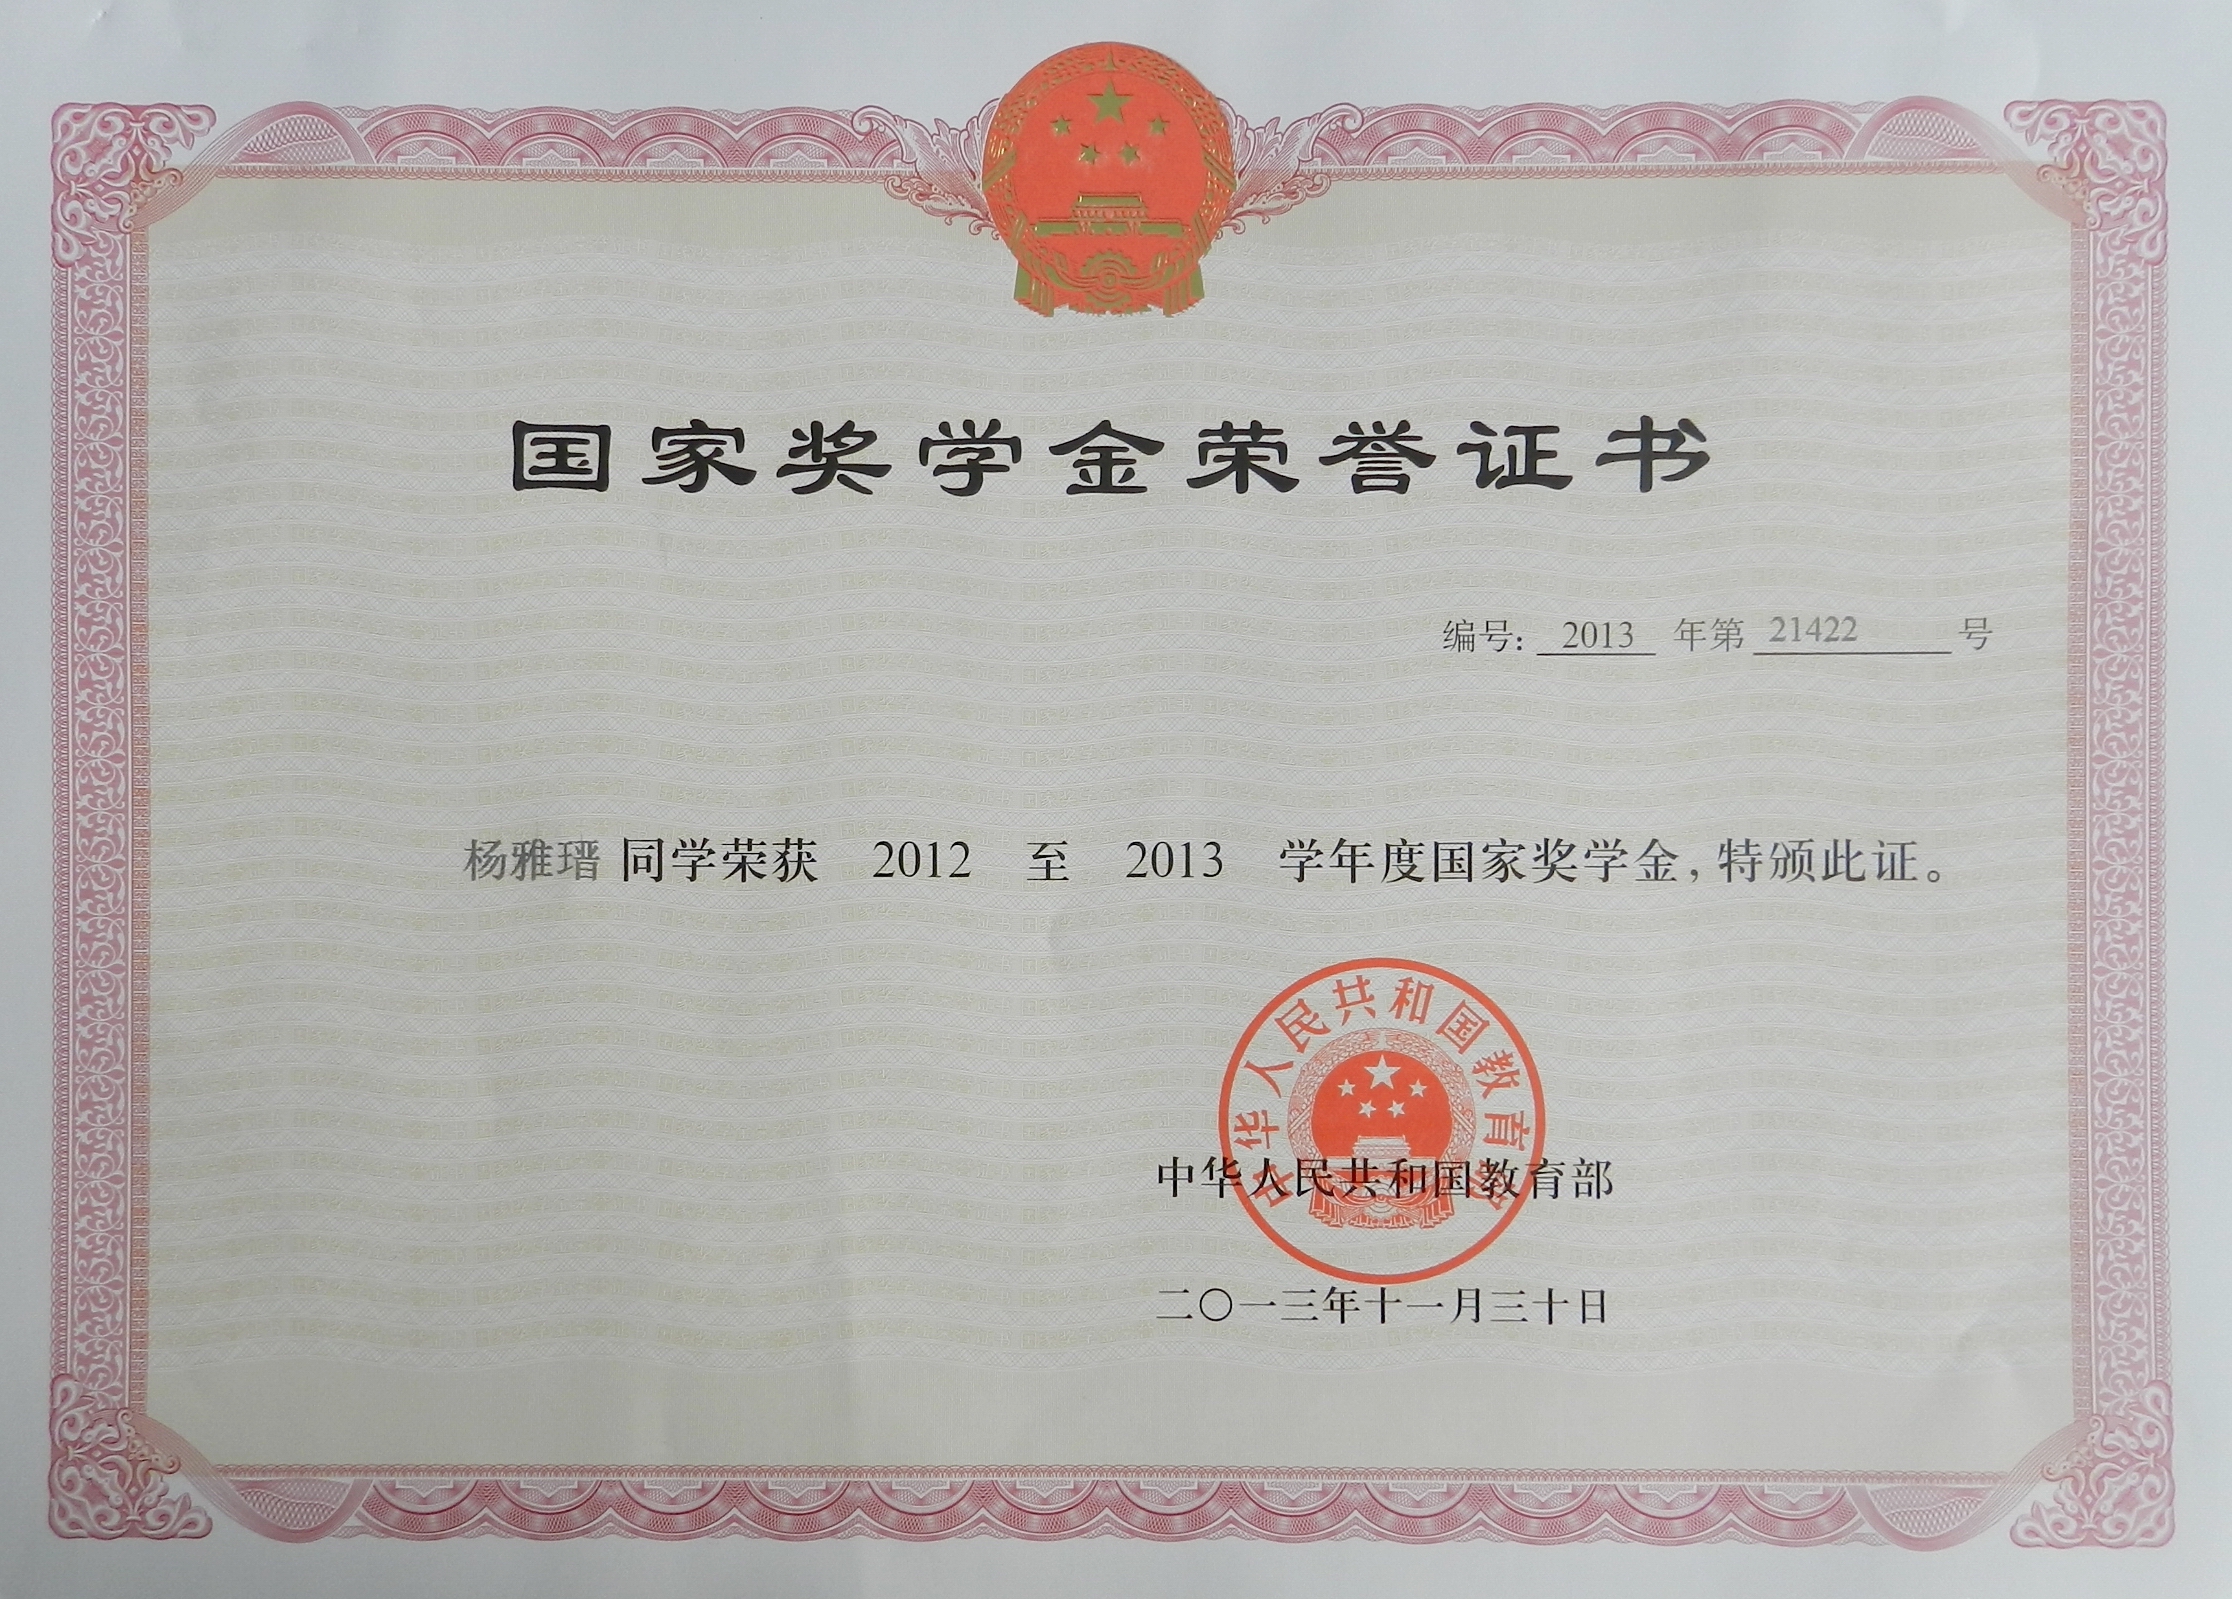 国家奖学金荣誉证书
编号: 2013 年第 21422 号
杨雅瑨 同学荣获 2012 至 2013 学年度国家奖学金,特颁此证。
中华人民共和国教育部
中华人民共和国教育部
二〇一三年十一月三十日